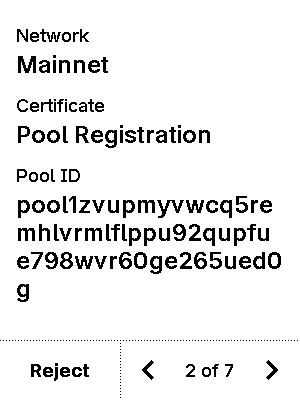 Network
Mainnet
Certificate
Pool Registration
Pool ID
pool1zvupmyvwcq5re
mhlvrmlflppu92qupfu
e798wvr60ge265ued0
g
Reject
2 of 7